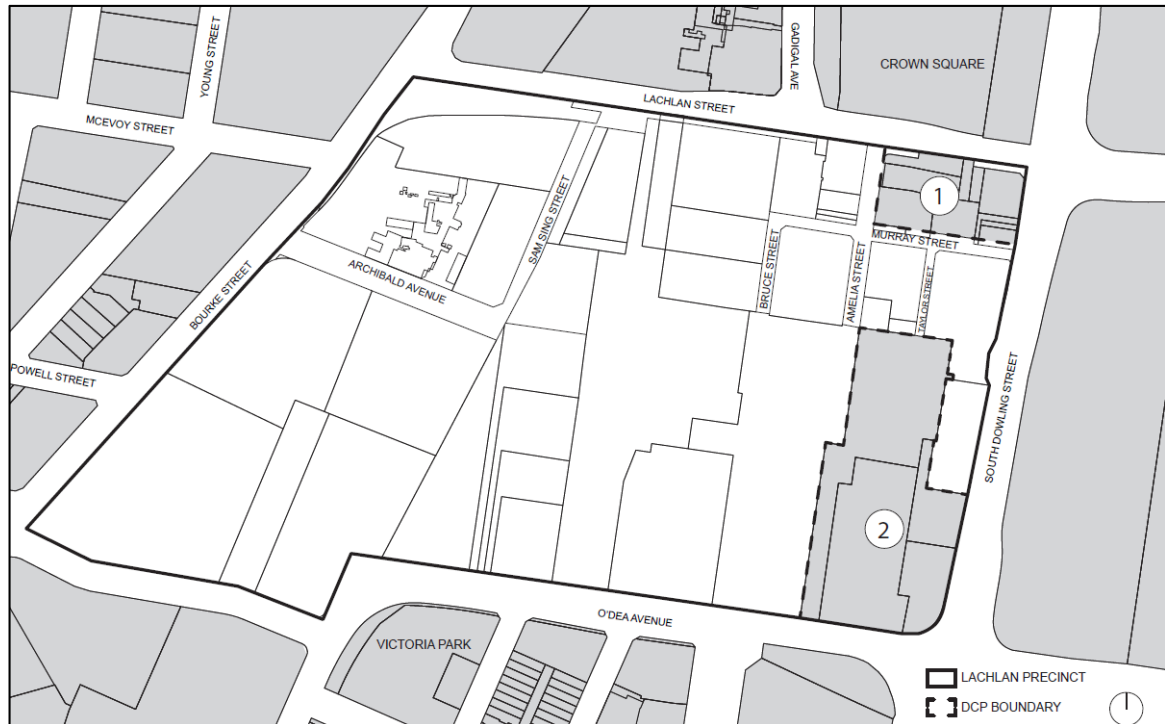 YOUNG STREET
GADIGAL AVE
CROWN SQUARE
LACHLAN STREET
MCEVOY STREET
1
SAM SING STREET
MURRAY STREET
BRUCE STREET
AMELIA STREET
TAYLOR STREET
ARCHIBALD AVENUE
BOURKE STREET
POWELL STREET
SOUTH DOWLING STREET
2
O'DEA AVENUE
VICTORIA PARK
LACHLAN PRECINCT
DCP BOUNDARY